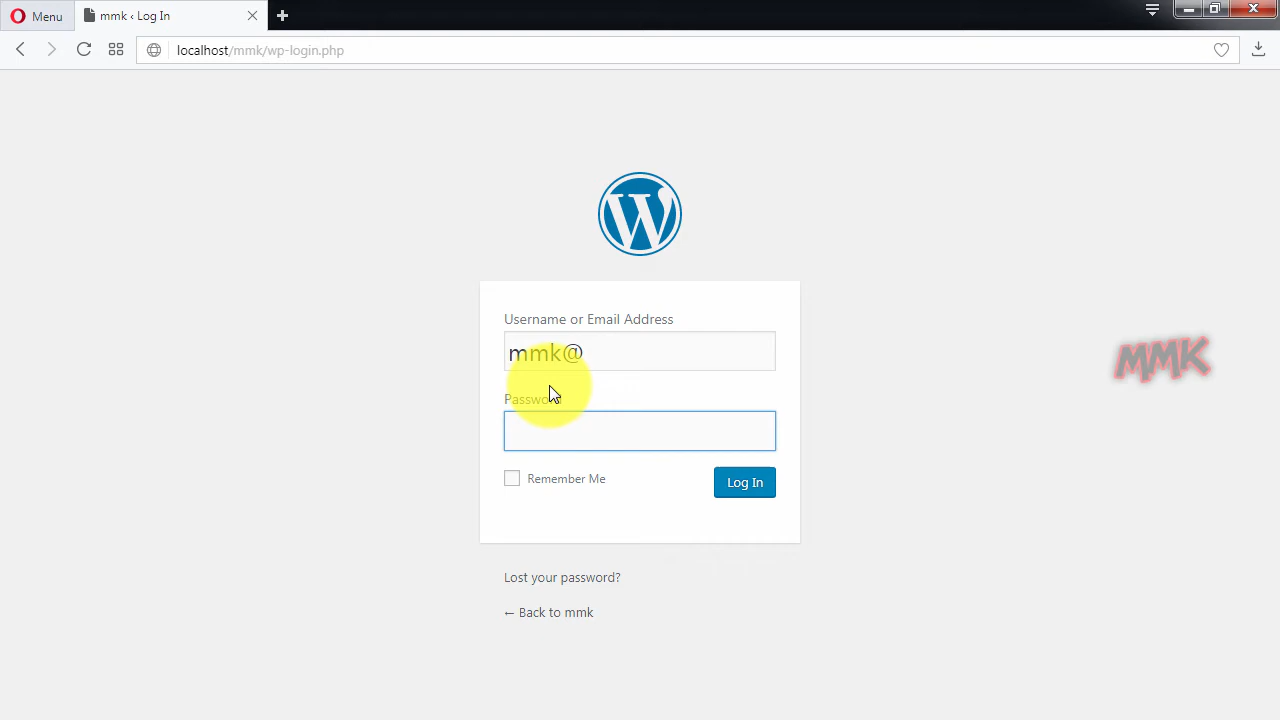 Menu
mmk ‹ Log In
localhost/mmk/wp-login.php
Username or Email Address
mmk@
MMK
Password
Remember Me
Log In
Lost your password?
← Back to mmk